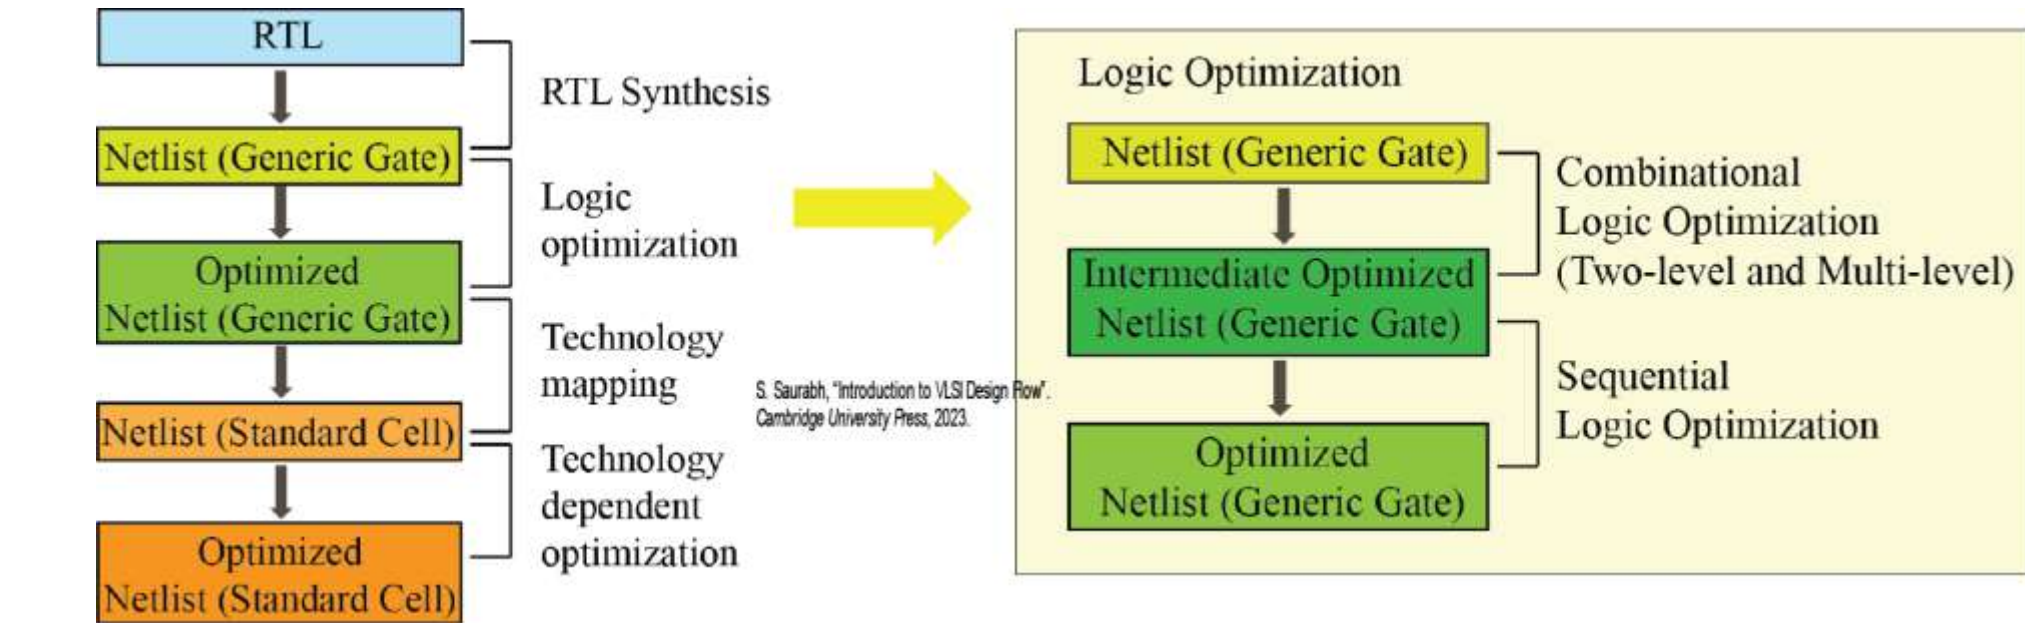 RTL
RTL Synthesis
Netlist (Generic Gate)
Logic
optimization
Optimized
Netlist (Generic Gate)
Technology
mapping
Netlist (Standard Cell)
Technology
dependent
optimization
Optimized
Netlist (Standard Cell)
S. Saurabh, "Introduction to VLSI Design Flow".
Cambridge University Press, 2023.
Logic Optimization
Netlist (Generic Gate)
Combinational
Logic Optimization
(Two-level and Multi-level)
Intermediate Optimized
Netlist (Generic Gate)
Sequential
Logic Optimization
Optimized
Netlist (Generic Gate)